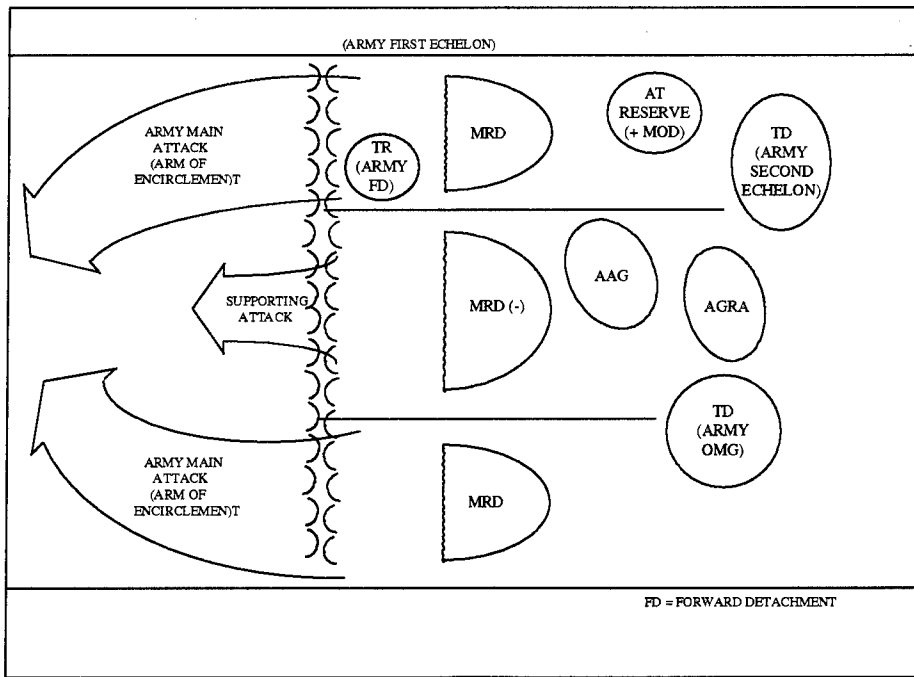 (ARMY FIRST ECHELON)
ARMY MAIN
ATTACK
(ARM OF
ENCIRCLEMEN)T
TR
(ARMY
FD)
MRD
AT
RESERVE
(+ MOD)
TD
(ARMY
SECOND
ECHELON)
SUPPORTING
ATTACK
MRD (-)
AAG
AGRA
ARMY MAIN
ATTACK
(ARM OF
ENCIRCLEMEN)T
MRD
TD
(ARMY
OMG)
FD = FORWARD DETACHMENT